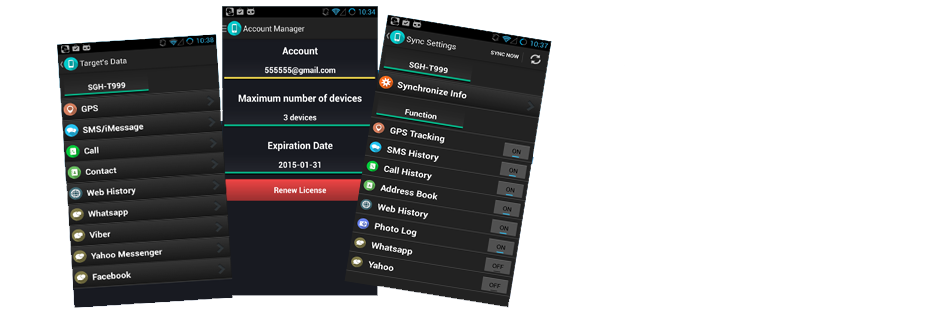 10:38
Target's Data
SGH-T999
GPS
SMS/iMessage
Call
Contact
Web History
Whatsapp
Viber
Yahoo Messenger
Facebook
10:34
Account Manager
Account
555555@gmail.com
Maximum number of devices
3 devices
Expiration Date
2015-01-31
Renew License
10:37
Sync Settings
SYNC NOW
SGH-T999
Synchronize Info
Function
GPS Tracking ON
SMS History ON
Call History ON
Address Book ON
Web History ON
Photo Log ON
Whatsapp OFF
Yahoo OFF